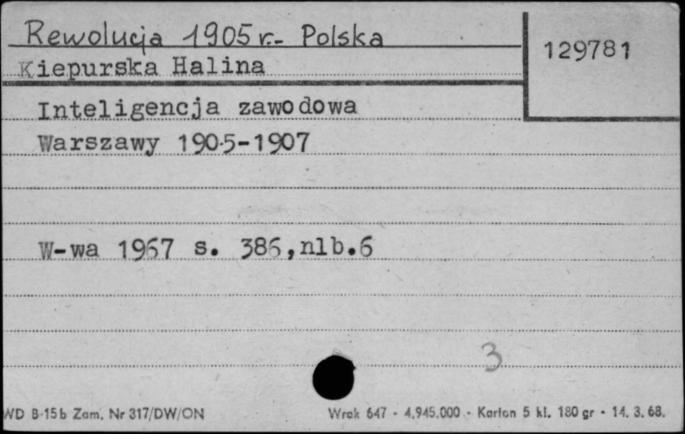 Rewolucja 1905 r.- Polska
129781
Kiepurska Halina
Inteligencja zawodowa
Warszawy 1905-1907
W-wa 1967 s. 386,nlb.6
3
WD B-15b Zam. Nr 317/DW/ON
Wrak 647 - 4.945.000 - Karton 5 kl. 180 gr - 14. 3. 68.